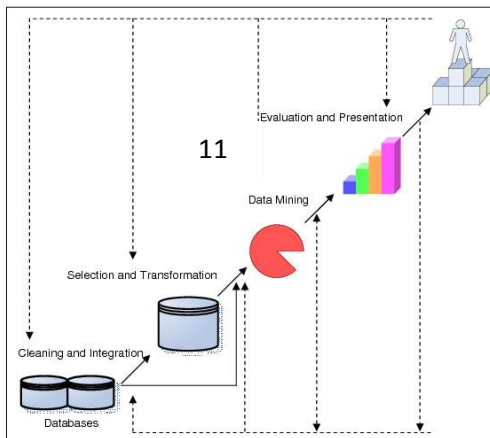 Evaluation and Presentation
11
Data Mining
Selection and Transformation
Cleaning and Integration
Databases